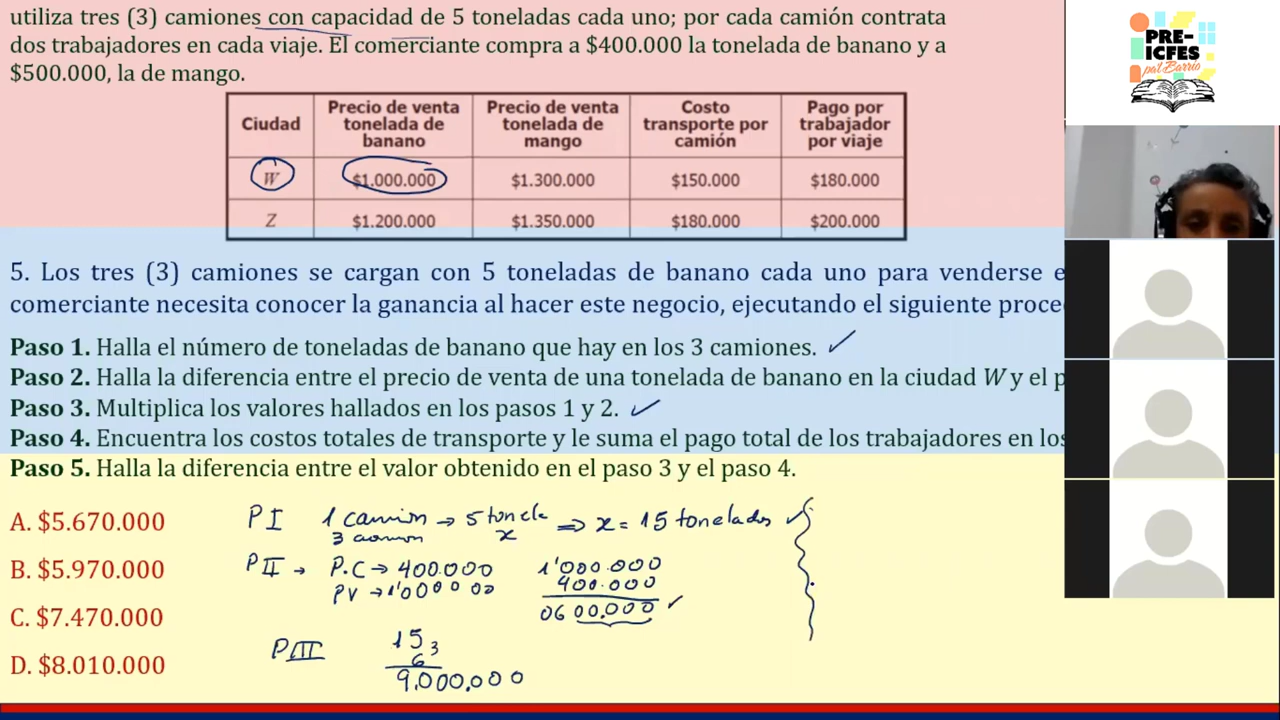 utiliza tres (3) camiones con capacidad de 5 toneladas cada uno; por cada camión contrata
dos trabajadores en cada viaje. El comerciante compra a $400.000 la tonelada de banano y a
$500.000, la de mango.
Ciudad Precio de venta tonelada de banano Precio de venta tonelada de mango Costo transporte por camión Pago por trabajador por viaje
W $1.000.000 $1.300.000 $150.000 $180.000
Z $1.200.000 $1.350.000 $180.000 $200.000
5. Los tres (3) camiones se cargan con 5 toneladas de banano cada uno para venderse e
comerciante necesita conocer la ganancia al hacer este negocio, ejecutando el siguiente proce
Paso 1. Halla el número de toneladas de banano que hay en los 3 camiones.
Paso 2. Halla la diferencia entre el precio de venta de una tonelada de banano en la ciudad W y el p
Paso 3. Multiplica los valores hallados en los pasos 1 y 2.
Paso 4. Encuentra los costos totales de transporte y le suma el pago total de los trabajadores en los
Paso 5. Halla la diferencia entre el valor obtenido en el paso 3 y el paso 4.
A. $5.670.000
B. $5.970.000
C. $7.470.000
D. $8.010.000
PI 1 camion → 5 tonela ⇒ x = 15 toneladas
3 camion x
PII → P.C → 400.000
PV → 1'000000
1'000.000
400.000
0600,000
PIII
15 3
6
9,000,000
PRE-
ICFES
pa'l Barrio